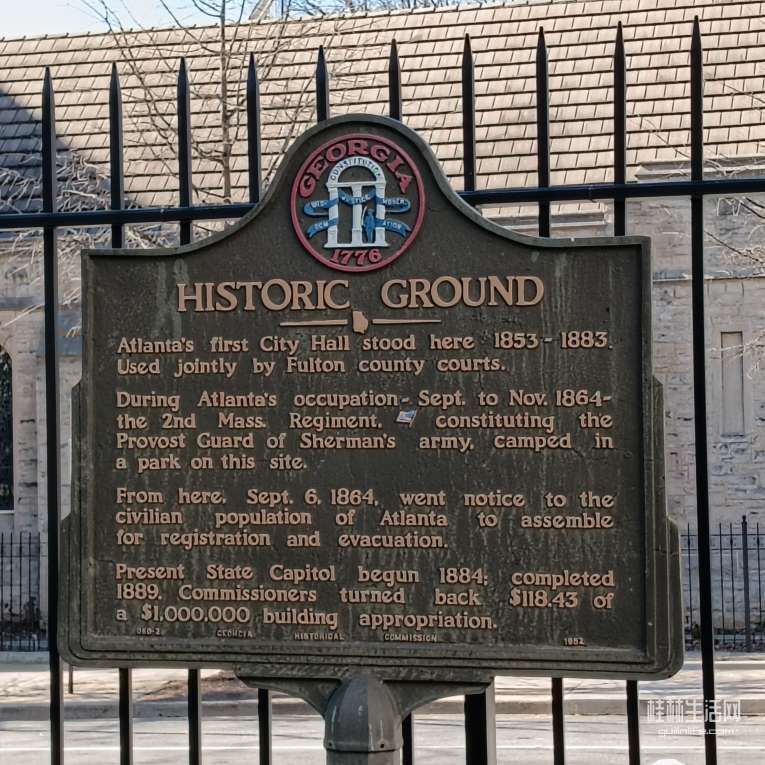 GEORGIA
CONSTITUTION
WISDOM JUSTICE MODERATION
1776
HISTORIC GROUND
Atlanta's first City Hall stood here 1853-1883.
Used jointly by Fulton county courts.
During Atlanta's occupation- Sept. to Nov. 1864-
the 2nd Mass. Regiment, constituting the
Provost Guard of Sherman's army, camped in
a park on this site.
From here, Sept. 6, 1864, went notice to the
civilian population of Atlanta to assemble
for registration and evacuation.
Present State Capitol begun 1884; completed
1889. Commissioners turned back $118.43 of
a $1,000,000 building appropriation.
060-2 GEORGIA HISTORICAL COMMISSION 1952
桂林生活网
guilinlife.com